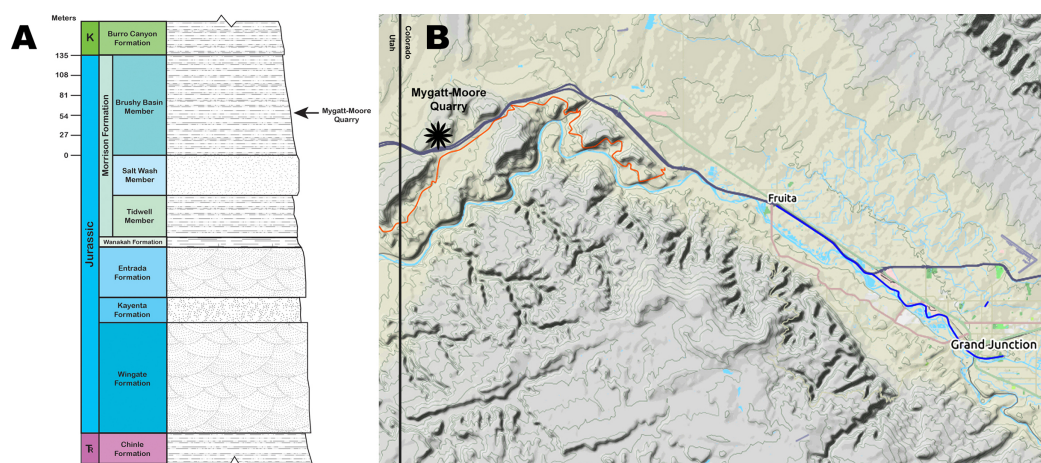 A
Meters
K
Burro Canyon
Formation
135
108
81
54
27
0
Jurassic
Morrison Formation
Brushy Basin
Member
Mygatt-Moore
Quarry
Salt Wash
Member
Tidwell
Member
Wanakah Formation
Entrada
Formation
Kayenta
Formation
Wingate
Formation
TR
Chinle
Formation
B
Utah
Colorado
Mygatt-Moore
Quarry
Fruita
Grand Junction